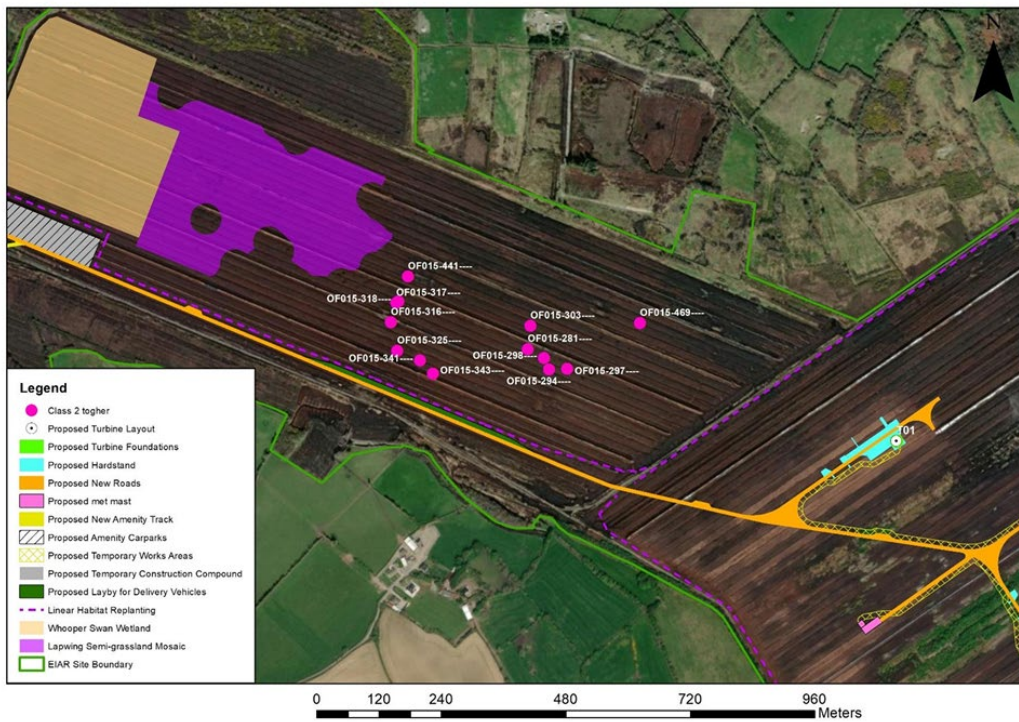 N
OF015-441----
OF015-317----
OF015-318----
OF015-316----
OF015-303----
OF015-469----
OF015-325----
OF015-281----
OF015-341----
OF015-298----
OF015-343----
OF015-294----
OF015-297----
T01
Legend
Class 2 togher
Proposed Turbine Layout
Proposed Turbine Foundations
Proposed Hardstand
Proposed New Roads
Proposed met mast
Proposed New Amenity Track
Proposed Amenity Carparks
Proposed Temporary Works Areas
Proposed Temporary Construction Compound
Proposed Layby for Delivery Vehicles
Linear Habitat Replanting
Whooper Swan Wetland
Lapwing Semi-grassland Mosaic
EIAR Site Boundary
0 120 240 480 720 960
Meters